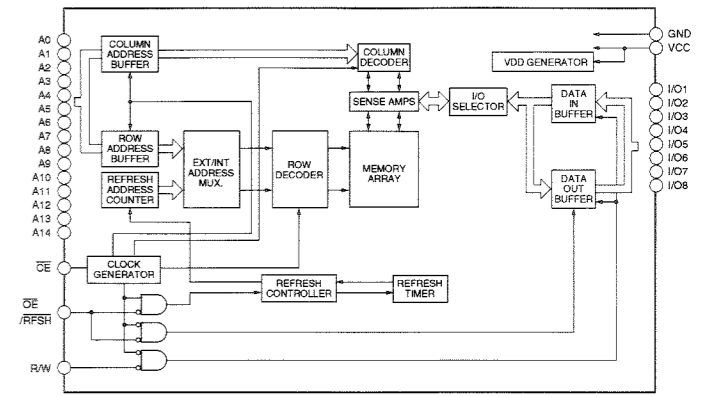 A0
A1
A2
A3
A4
A5
A6
A7
A8
A9
A10
A11
A12
A13
A14
CE
OE
/RFSH
R/W
COLUMN
ADDRESS
BUFFER
ROW
ADDRESS
BUFFER
REFRESH
ADDRESS
COUNTER
EXT/INT
ADDRESS
MUX.
ROW
DECODER
COLUMN
DECODER
SENSE AMPS
MEMORY
ARRAY
I/O
SELECTOR
VDD GENERATOR
DATA
IN
BUFFER
DATA
OUT
BUFFER
CLOCK
GENERATOR
REFRESH
CONTROLLER
REFRESH
TIMER
GND
VCC
I/O1
I/O2
I/O3
I/O4
I/O5
I/O6
I/O7
I/O8